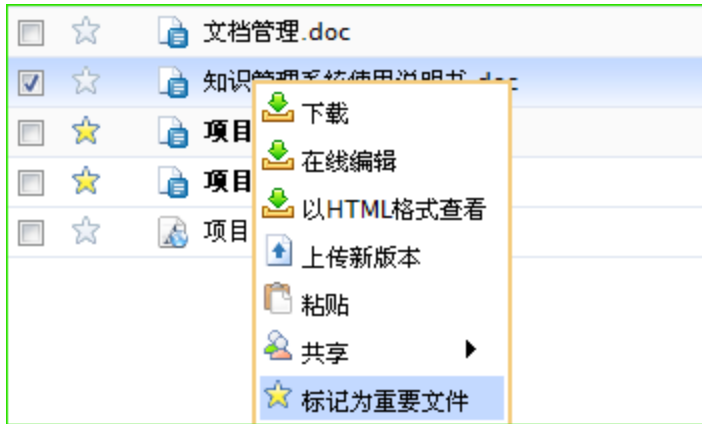 文档管理.doc
知识管理系统使用说明书.doc
下载
项目
在线编辑
项目
以HTML格式查看
项目
上传新版本
粘贴
共享
标记为重要文件